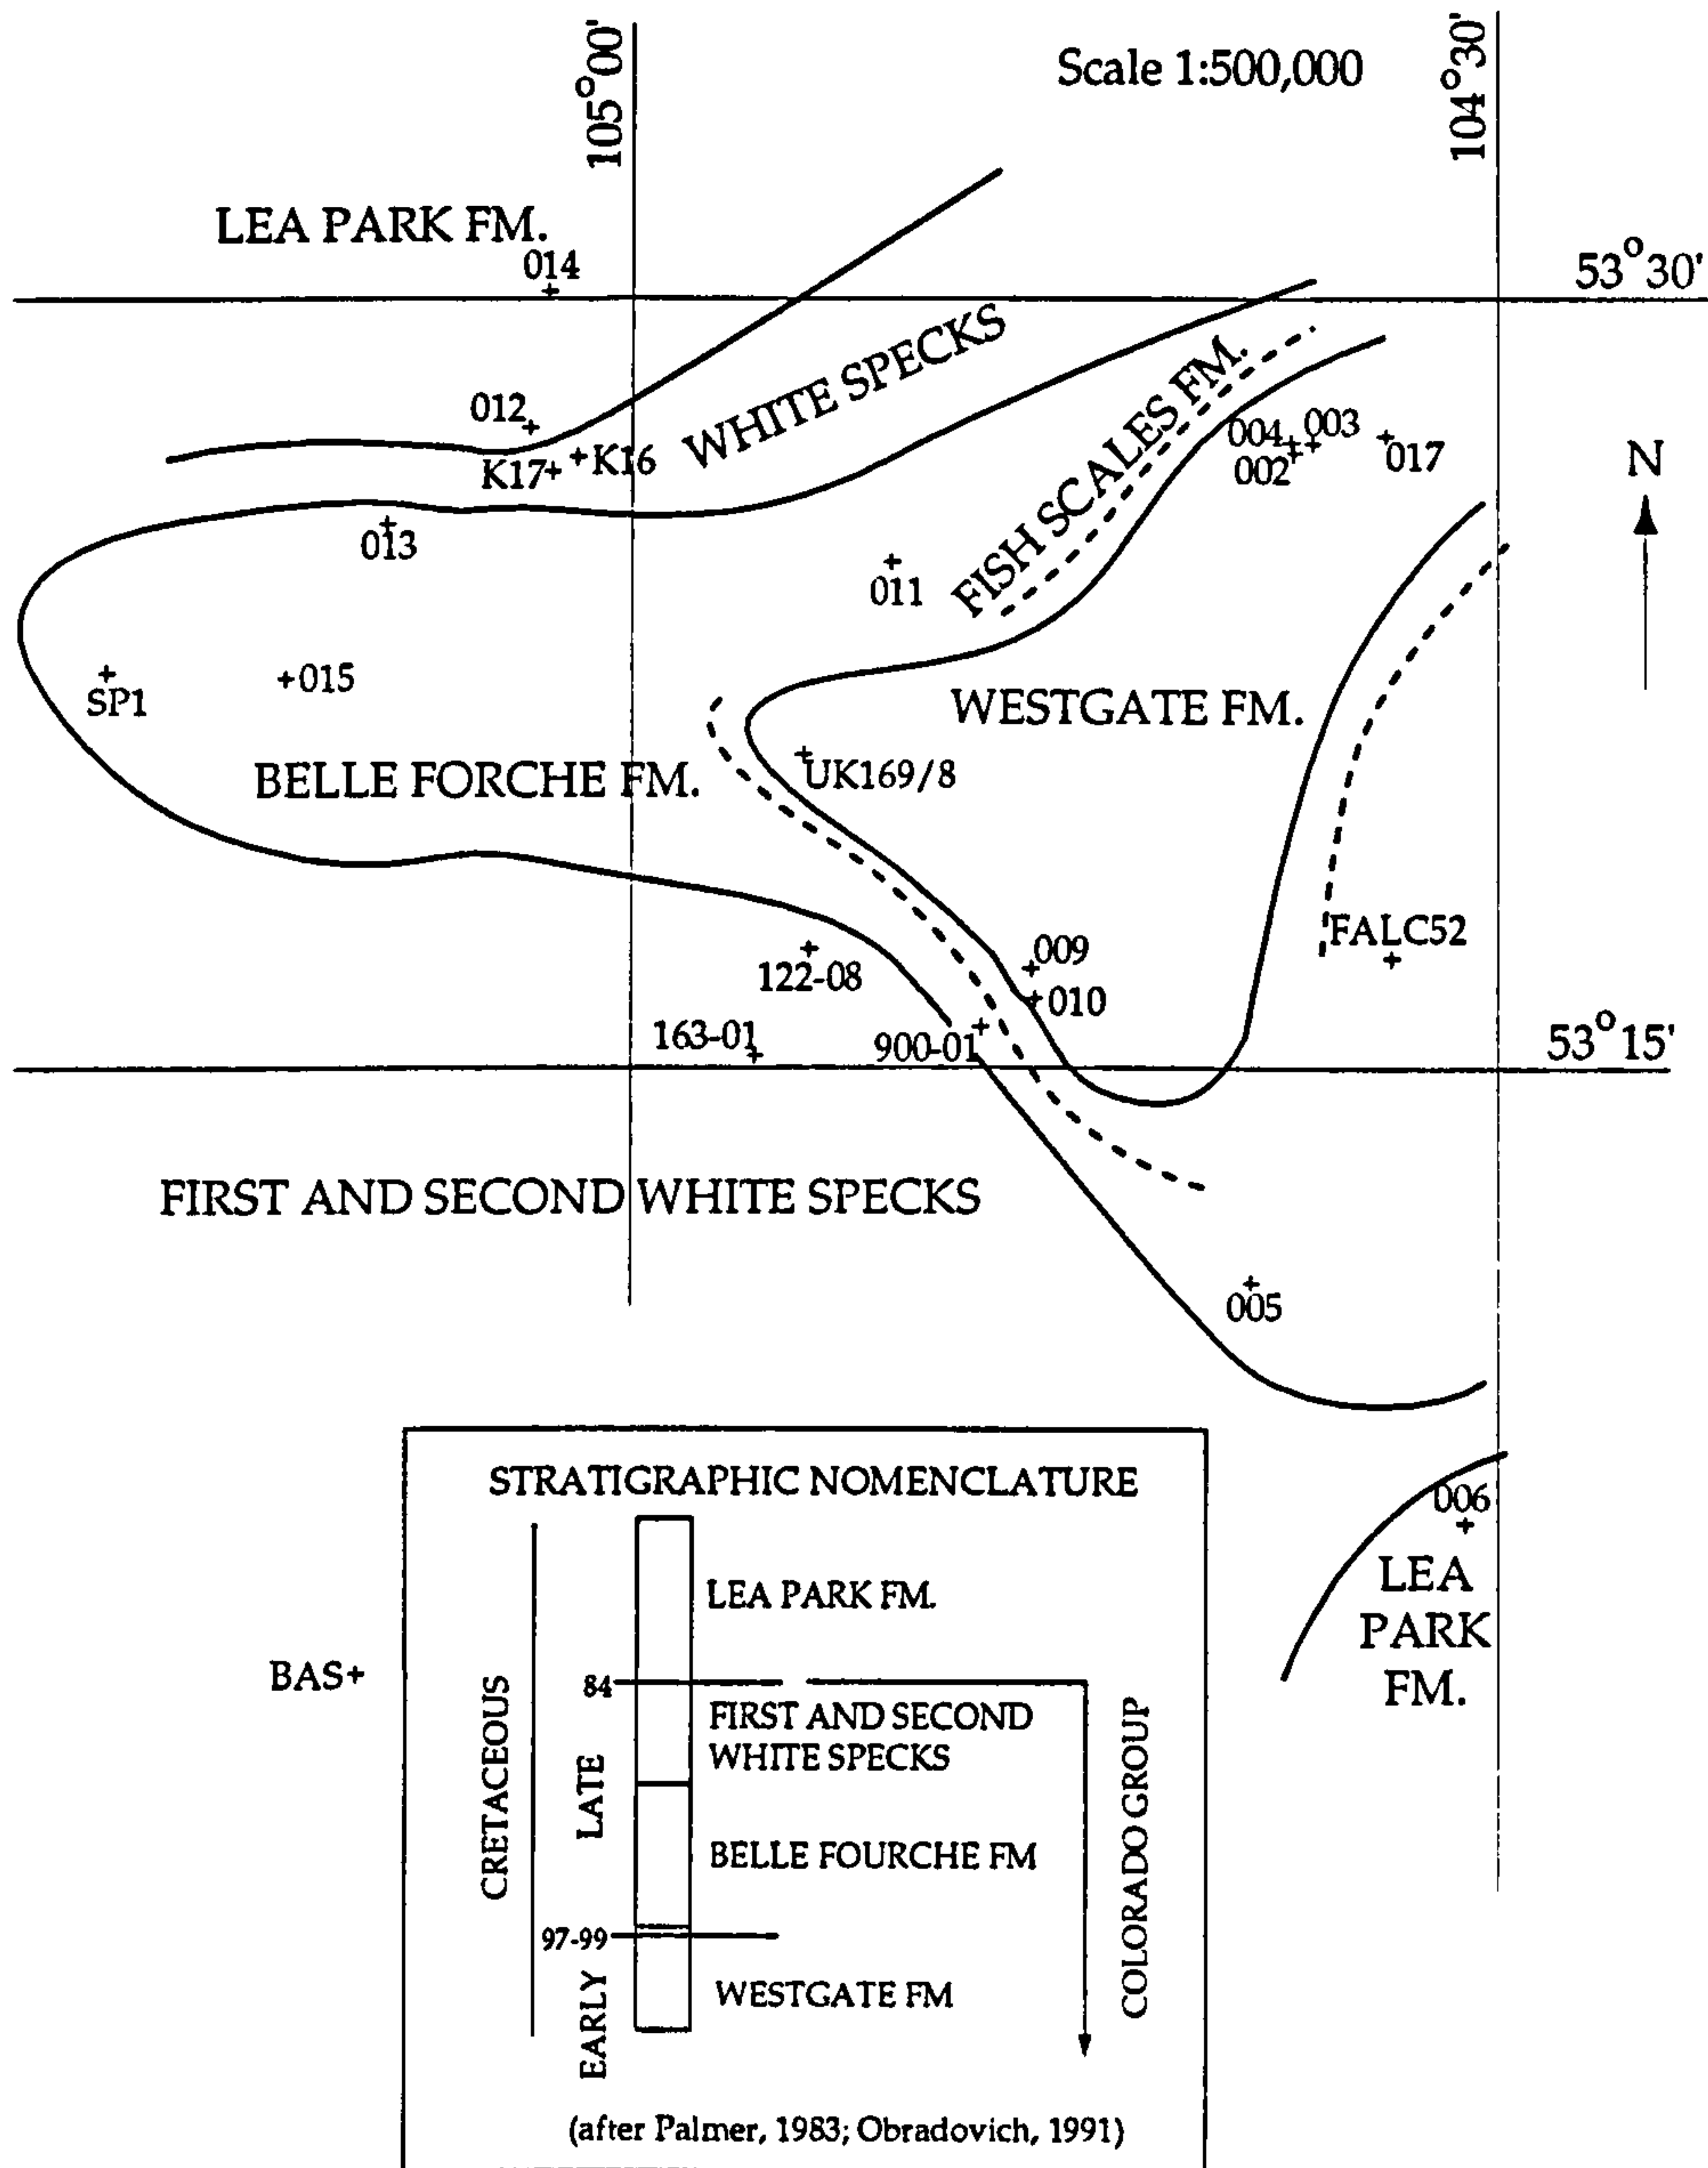 105°00'
104°30'
Scale 1:500,000
LEA PARK FM.
014
53°30'
WHITE SPECKS
FISH SCALES FM.
012
K17+
+K16
004
003
002
017
N
013
011
SP1
+015
WESTGATE FM.
BELLE FORCHE FM.
UK169/8
FALC52
009
122-08
010
163-01
900-01
53°15'
FIRST AND SECOND WHITE SPECKS
005
STRATIGRAPHIC NOMENCLATURE
006
LEA
PARK
FM.
LEA PARK FM.
BAS+
84
FIRST AND SECOND
WHITE SPECKS
CRETACEOUS
LATE
COLORADO GROUP
BELLE FOURCHE FM
97-99
EARLY
WESTGATE FM
(after Palmer, 1983; Obradovich, 1991)